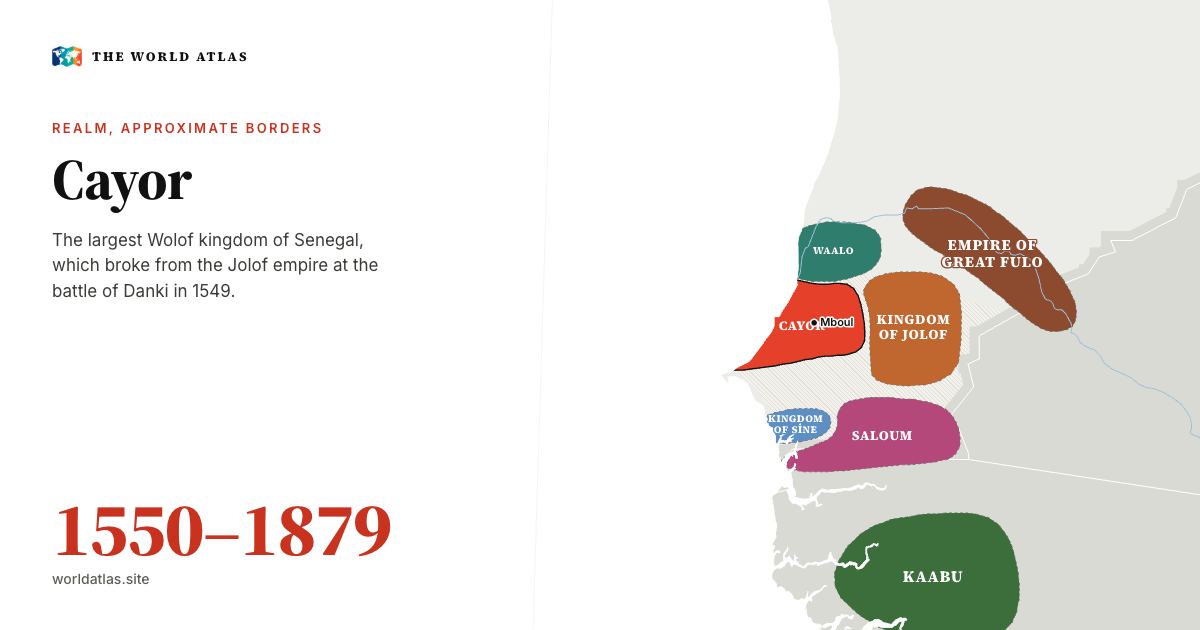 THE WORLD ATLAS
REALM, APPROXIMATE BORDERS
Cayor
The largest Wolof kingdom of Senegal,
which broke from the Jolof empire at the
battle of Danki in 1549.
1550–1879
worldatlas.site
WAALO
EMPIRE OF
GREAT FULO
CAYOR
Mboul
KINGDOM
OF JOLOF
KINGDOM
OF SINE
SALOUM
KAABU